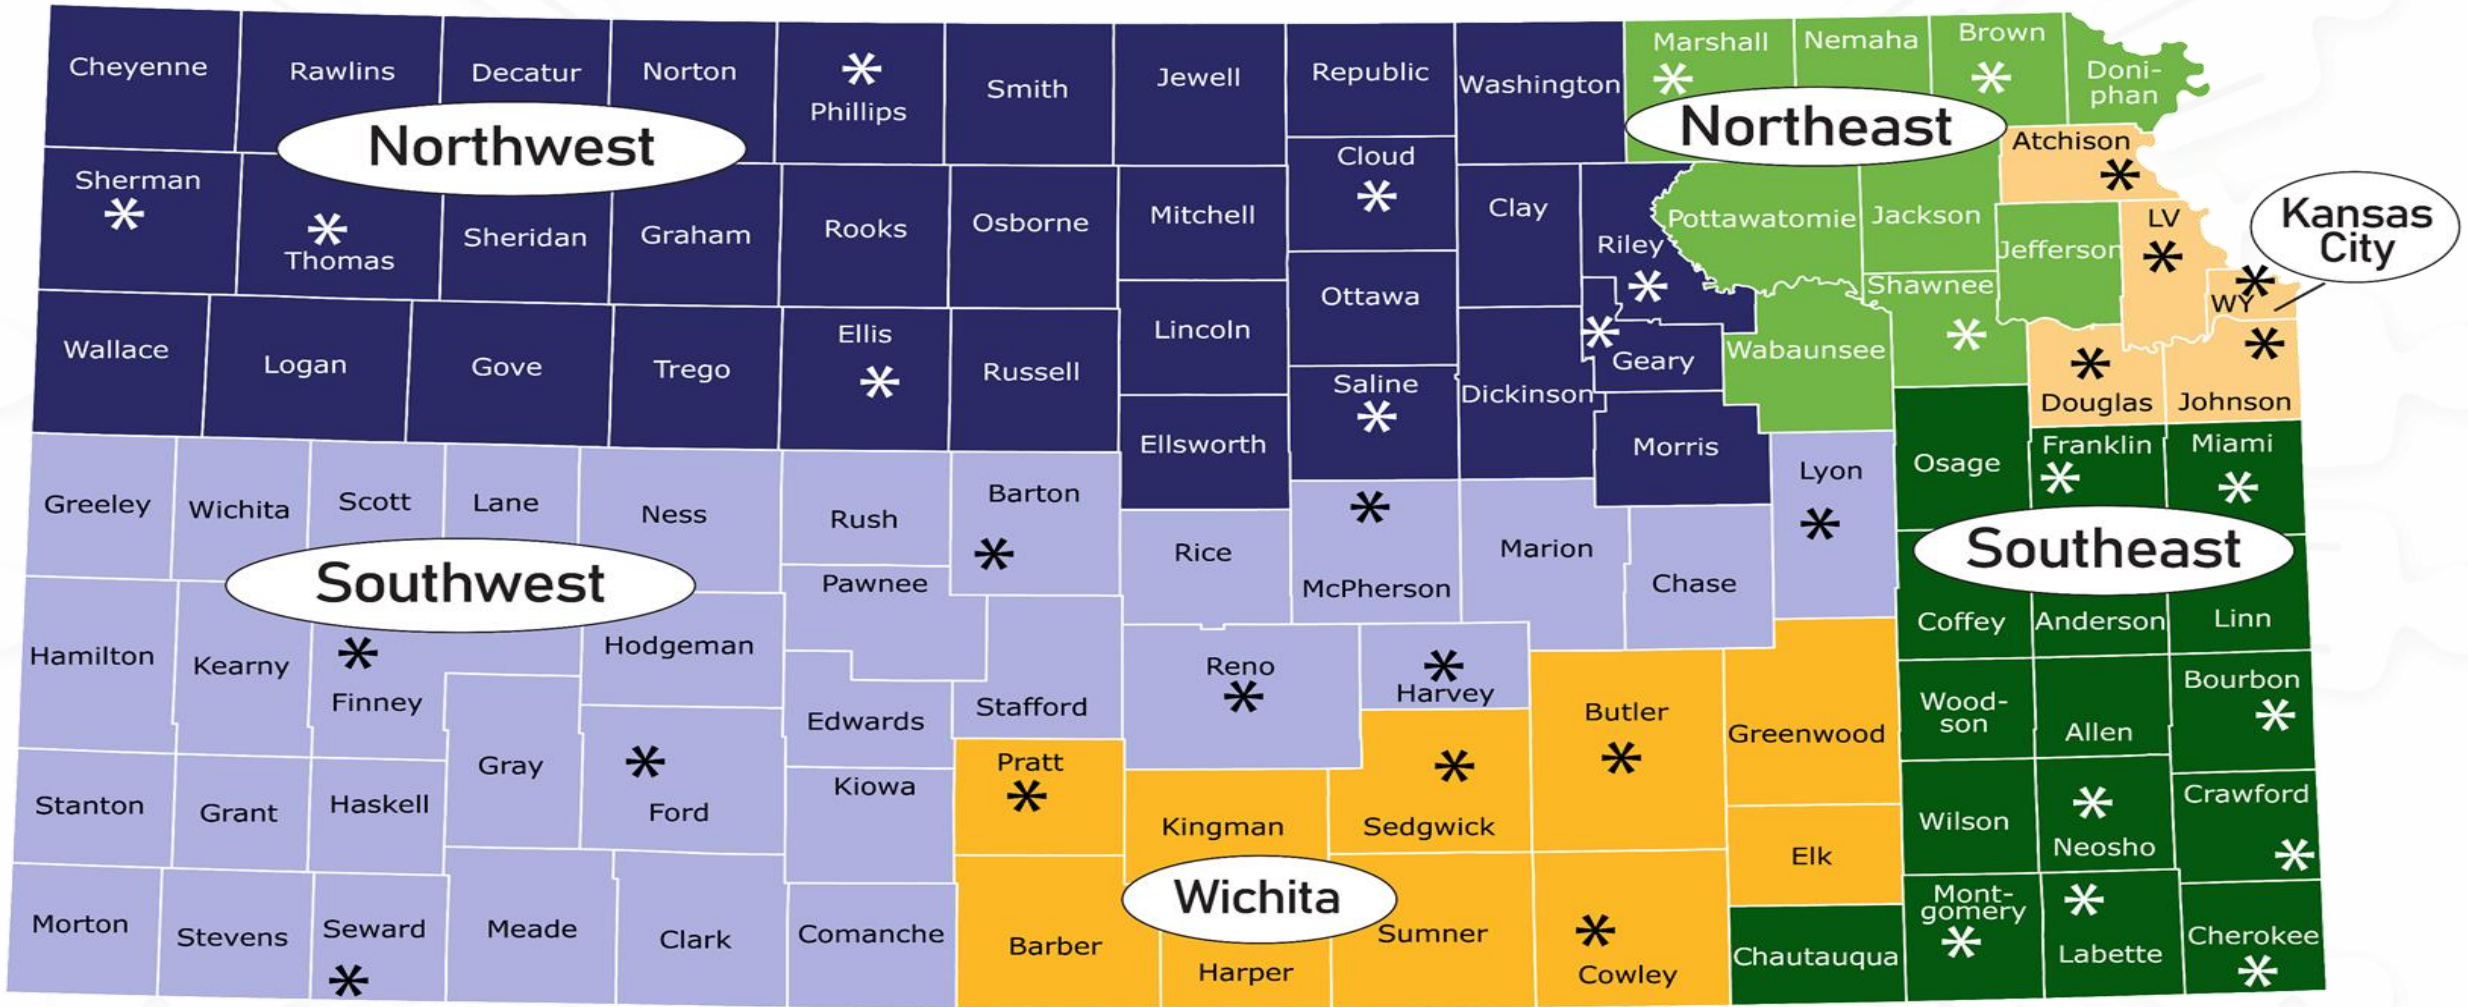 Cheyenne
Rawlins
Decatur
Norton
*
Phillips
Smith
Jewell
Republic
Washington
Marshall
*
Nemaha
Brown
*
Doni-
phan
Northwest
Northeast
Sherman
*
*
Thomas
Sheridan
Graham
Rooks
Osborne
Mitchell
Cloud
*
Clay
Riley
*
Pottawatomie
Jackson
Atchison
*
Jefferson
LV
*
Kansas
City
WY
*
Wallace
Logan
Gove
Trego
Ellis
*
Russell
Lincoln
Ottawa
Saline
*
Dickinson
*
Geary
Wabaunsee
Shawnee
*
*
Douglas
*
Johnson
Ellsworth
Morris
Greeley
Wichita
Scott
Lane
Ness
Rush
Barton
*
Rice
*
McPherson
Marion
Chase
Lyon
*
Osage
Franklin
*
Miami
*
Southwest
Southeast
Pawnee
Hamilton
Kearny
*
Finney
Hodgeman
Edwards
Stafford
Reno
*
*
Harvey
Coffey
Anderson
Linn
Gray
*
Ford
Kiowa
Pratt
*
Kingman
*
Sedgwick
Butler
*
Greenwood
Wood-
son
Allen
Bourbon
*
Stanton
Grant
Haskell
Elk
Wilson
*
Neosho
Crawford
*
Wichita
Morton
Stevens
Seward
*
Meade
Clark
Comanche
Barber
Harper
Sumner
*
Cowley
Chautauqua
Mont-
gomery
*
*
Labette
Cherokee
*